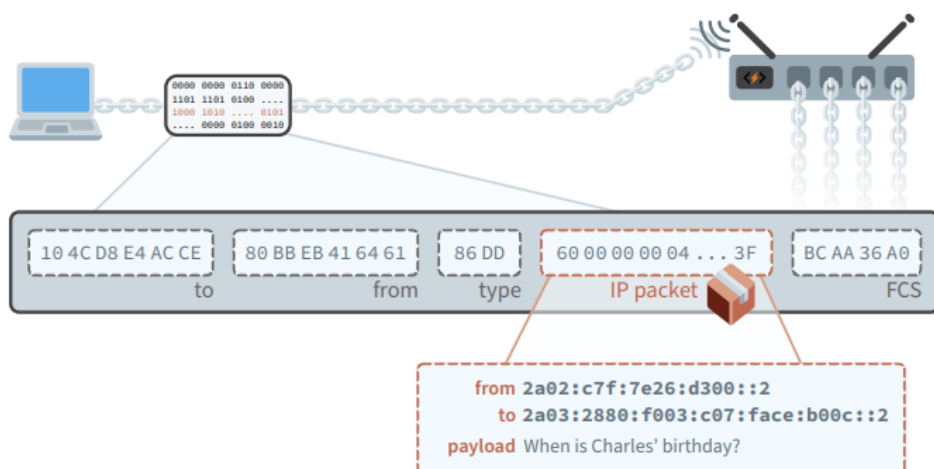 0000 0000 0110 0000
1101 1101 0100 ....
1000 1010 .... 0101
.... 0000 0100 0010
10 4C D8 E4 AC CE
80 BB EB 41 64 61
86 DD
60 00 00 00 04 ... 3F
BC AA 36 A0
to
from
type
IP packet
FCS
from 2a02:c7f:7e26:d300::2
to 2a03:2880:f003:c07:face:b00c::2
payload When is Charles’ birthday?